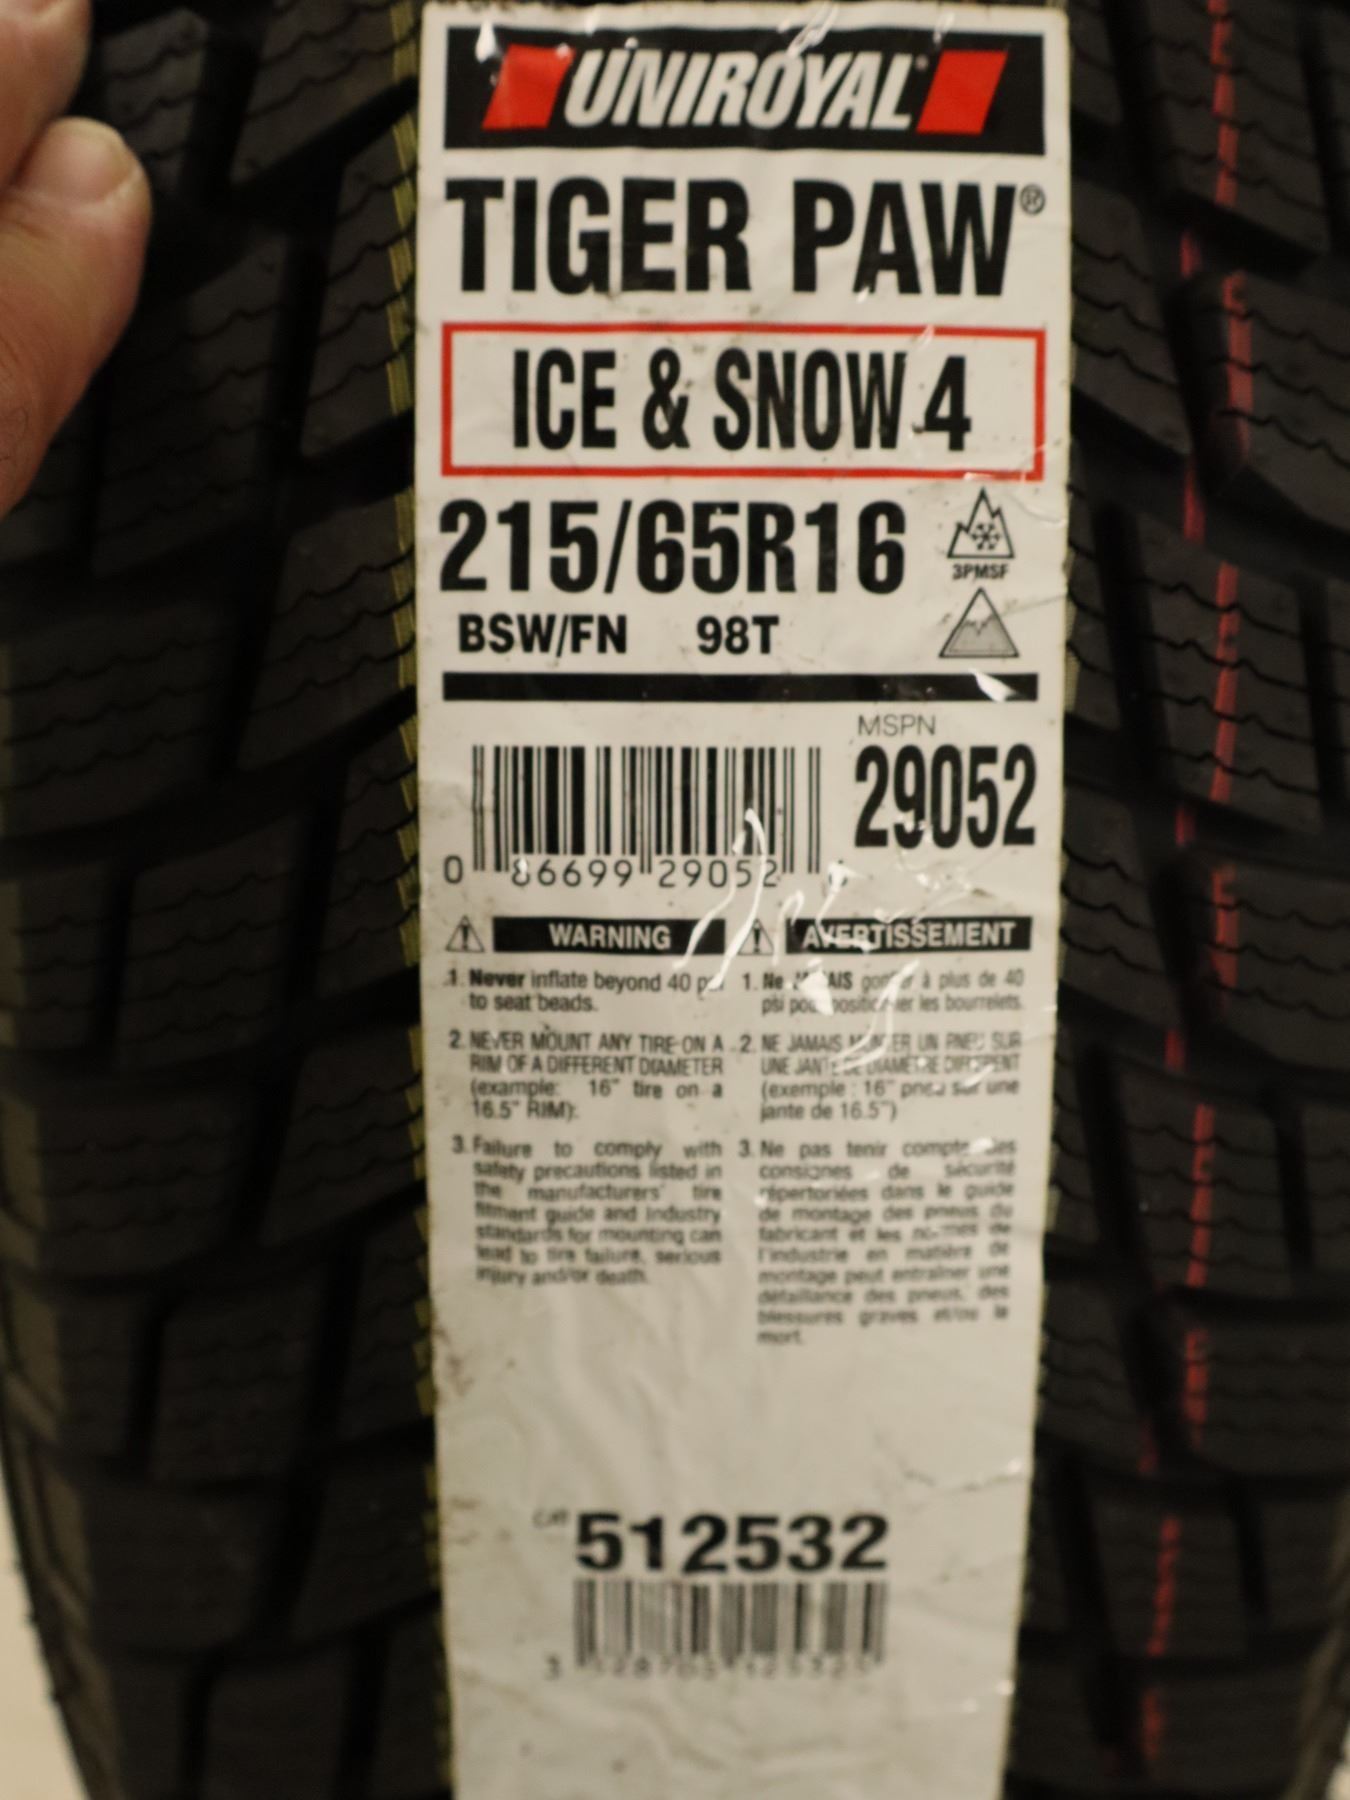 UNIROYAL
TIGER PAW®
ICE & SNOW 4
215/65R16
3PMSF
BSW/FN 98T
MSPN
29052
0 86699 29052
WARNING
1. Never inflate beyond 40
to seat beads.
2. NEVER MOUNT ANY TIRE ON A
RIM OF A DIFFERENT DIAMETER
(example: 16" tire on a
16.5" RIM).
3. Failure to comply with
safety precautions listed in
the manufacturers' tire
fitment guide and industry
standards for mounting can
lead to tire failure, serious
injury and/or death.
AVERTISSEMENT
1. Ne JAMAIS gonfler à plus de 40
psi pour positionner les bourrelets.
2. NE JAMAIS MONTER UN PNEU SUR
UNE JANTE DE DIAMETRE DIFFERENT
(exemple : 16" pneu sur une
jante de 16.5")
3. Ne pas tenir compte des
consignes de sécurité
répertoriées dans le guide
de montage des pneus du
fabricant et les normes de
l'industrie en matière de
montage peut entraîner une
défaillance des pneus, des
blessures graves et/ou la
mort.
CAT 512532
3